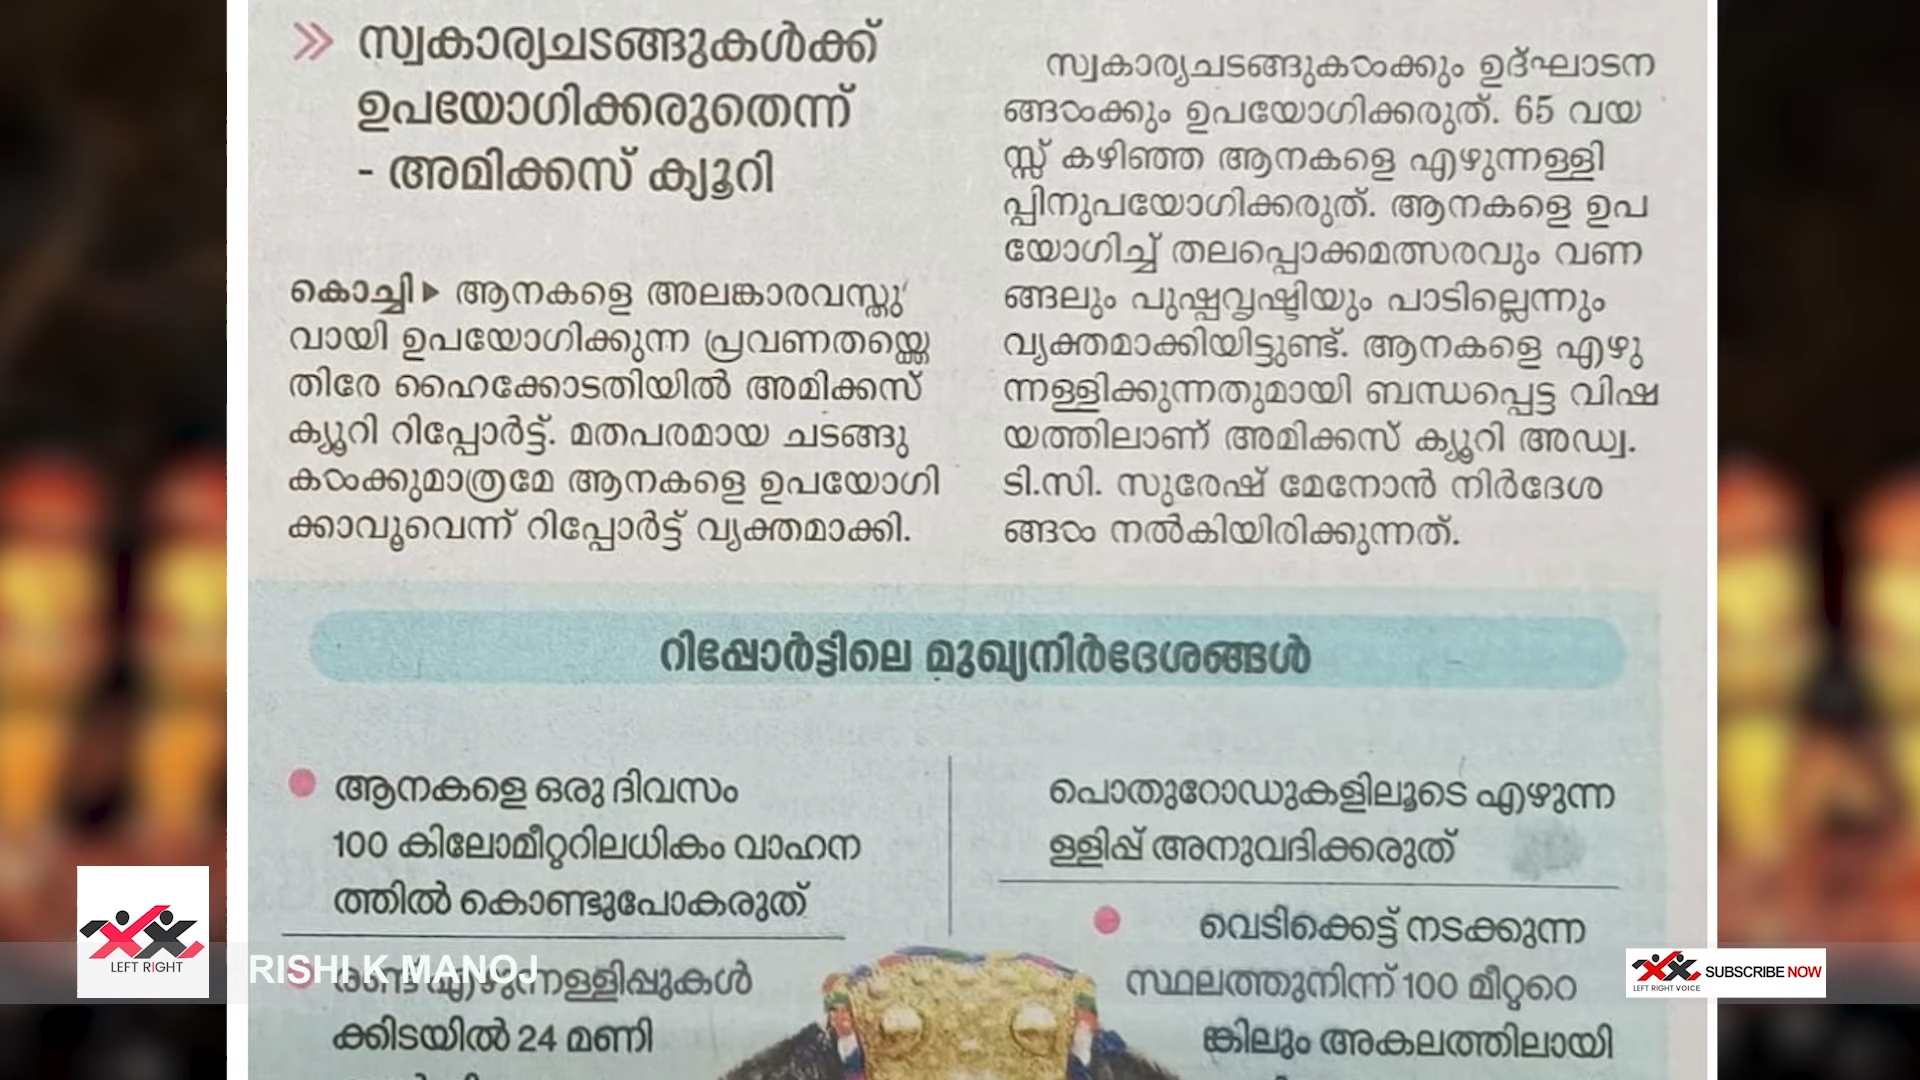 സ്വകാര്യചടങ്ങുകൾക്ക്
ഉപയോഗിക്കരുതെന്ന്
- അമിക്കസ് ക്യൂറി
കൊച്ചി ▸ ആനകളെ അലങ്കാരവസ്തു
വായി ഉപയോഗിക്കുന്ന പ്രവണതയ്ക്കെ
തിരേ ഹൈക്കോടതിയിൽ അമിക്കസ്
ക്യൂറി റിപ്പോർട്ട്. മതപരമായ ചടങ്ങു
കൾക്കുമാത്രമേ ആനകളെ ഉപയോഗി
ക്കാവൂവെന്ന് റിപ്പോർട്ട് വ്യക്തമാക്കി.
സ്വകാര്യചടങ്ങുകൾക്കും ഉദ്ഘാടന
ങ്ങൾക്കും ഉപയോഗിക്കരുത്. 65 വയ
സ്സ് കഴിഞ്ഞ ആനകളെ എഴുന്നള്ളി
പ്പിനുപയോഗിക്കരുത്. ആനകളെ ഉപ
യോഗിച്ച് തലപ്പൊക്കമത്സരവും വണ
ങ്ങലും പുഷ്പവൃഷ്ടിയും പാടില്ലെന്നും
വ്യക്തമാക്കിയിട്ടുണ്ട്. ആനകളെ എഴു
ന്നള്ളിക്കുന്നതുമായി ബന്ധപ്പെട്ട വിഷ
യത്തിലാണ് അമിക്കസ് ക്യൂറി അഡ്വ.
ടി.സി. സുരേഷ് മേനോൻ നിർദേശ
ങ്ങൾ നൽകിയിരിക്കുന്നത്.
റിപ്പോർട്ടിലെ മുഖ്യനിർദേശങ്ങൾ
ആനകളെ ഒരു ദിവസം
100 കിലോമീറ്ററിലധികം വാഹന
ത്തിൽ കൊണ്ടുപോകരുത്
രണ്ട് എഴുന്നള്ളിപ്പുകൾ
ക്കിടയിൽ 24 മണി
പൊതുറോഡുകളിലൂടെ എഴുന്ന
ള്ളിപ്പ് അനുവദിക്കരുത്
വെടിക്കെട്ട് നടക്കുന്ന
സ്ഥലത്തുനിന്ന് 100 മീറ്ററെ
ങ്കിലും അകലത്തിലായി
RISHI K MANOJ
LEFT RIGHT
LEFT RIGHT VOICE
SUBSCRIBE NOW